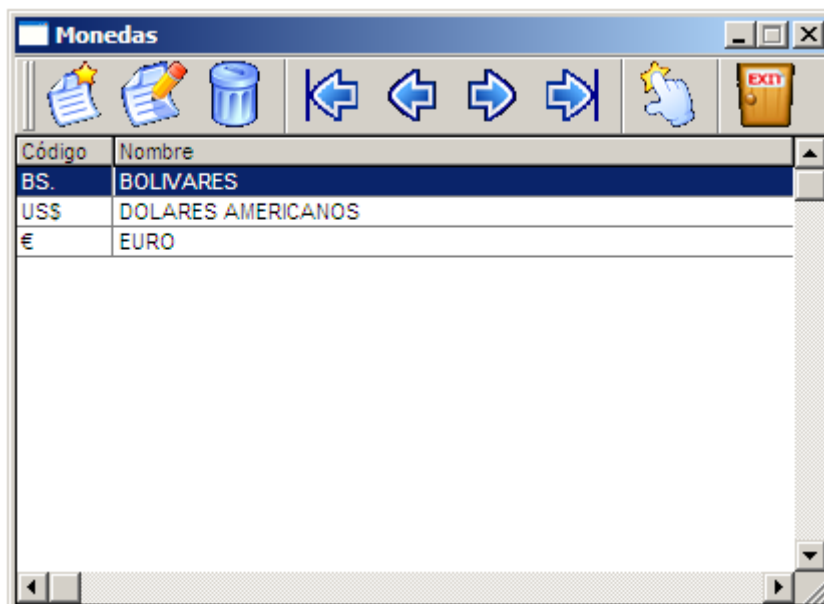 Monedas
EXIT
Código Nombre
BS. BOLIVARES
US$ DOLARES AMERICANOS
€ EURO